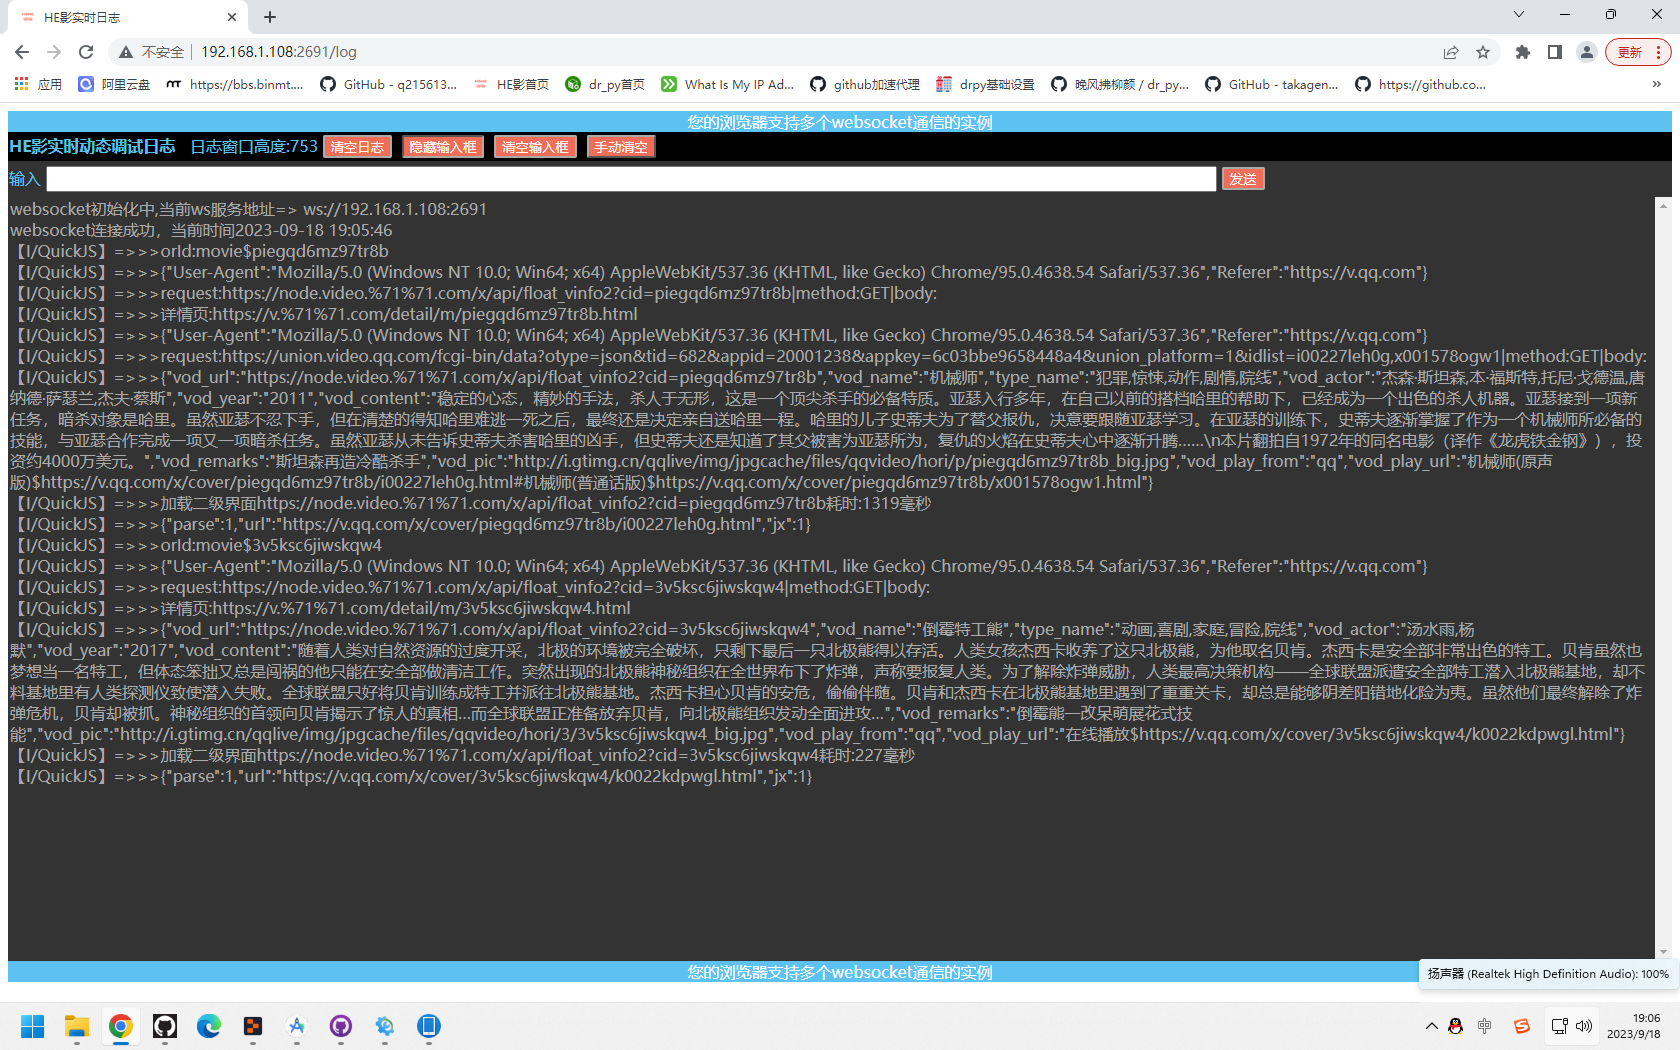 HE影实时日志
不安全 192.168.1.108:2691/log 更新
应用 阿里云盘 https://bbs.binmt.... GitHub - q215613... HE影首页 dr_py首页 What Is My IP Ad... github加速代理 drpy基础设置 晚风拂柳颜 / dr_py... GitHub - takagen... https://github.co...
您的浏览器支持多个websocket通信的实例
HE影实时动态调试日志 日志窗口高度:753 清空日志 隐藏输入框 清空输入框 手动清空
输入 发送
websocket初始化中,当前ws服务地址=> ws://192.168.1.108:2691
websocket连接成功，当前时间2023-09-18 19:05:46
【I/QuickJS】=>>>orId:movie$piegqd6mz97tr8b
【I/QuickJS】=>>>{"User-Agent":"Mozilla/5.0 (Windows NT 10.0; Win64; x64) AppleWebKit/537.36 (KHTML, like Gecko) Chrome/95.0.4638.54 Safari/537.36","Referer":"https://v.qq.com"}
【I/QuickJS】=>>>request:https://node.video.%71%71.com/x/api/float_vinfo2?cid=piegqd6mz97tr8b|method:GET|body:
【I/QuickJS】=>>>详情页:https://v.%71%71.com/detail/m/piegqd6mz97tr8b.html
【I/QuickJS】=>>>{"User-Agent":"Mozilla/5.0 (Windows NT 10.0; Win64; x64) AppleWebKit/537.36 (KHTML, like Gecko) Chrome/95.0.4638.54 Safari/537.36","Referer":"https://v.qq.com"}
【I/QuickJS】=>>>request:https://union.video.qq.com/fcgi-bin/data?otype=json&tid=682&appid=20001238&appkey=6c03bbe9658448a4&union_platform=1&idlist=i00227leh0g,x001578ogw1|method:GET|body:
【I/QuickJS】=>>>{"vod_url":"https://node.video.%71%71.com/x/api/float_vinfo2?cid=piegqd6mz97tr8b","vod_name":"机械师","type_name":"犯罪,惊悚,动作,剧情,院线","vod_actor":"杰森·斯坦森,本·福斯特,托尼·戈德温,唐
纳德·萨瑟兰,杰夫·蔡斯","vod_year":"2011","vod_content":"稳定的心态，精妙的手法，杀人于无形，这是一个顶尖杀手的必备特质。亚瑟入行多年，在自己以前的搭档哈里的帮助下，已经成为一个出色的杀人机器。亚瑟接到一项新
任务，暗杀对象是哈里。虽然亚瑟不忍下手，但在清楚的得知哈里难逃一死之后，最终还是决定亲自送哈里一程。哈里的儿子史蒂夫为了替父报仇，决意要跟随亚瑟学习。在亚瑟的训练下，史蒂夫逐渐掌握了作为一个机械师所必备的
技能，与亚瑟合作完成一项又一项暗杀任务。虽然亚瑟从未告诉史蒂夫杀害哈里的凶手，但史蒂夫还是知道了其父被害为亚瑟所为，复仇的火焰在史蒂夫心中逐渐升腾……\n本片翻拍自1972年的同名电影（译作《龙虎铁金钢》），投
资约4000万美元。","vod_remarks":"斯坦森再造冷酷杀手","vod_pic":"http://i.gtimg.cn/qqlive/img/jpgcache/files/qqvideo/hori/p/piegqd6mz97tr8b_big.jpg","vod_play_from":"qq","vod_play_url":"机械师(原声
版)$https://v.qq.com/x/cover/piegqd6mz97tr8b/i00227leh0g.html#机械师(普通话版)$https://v.qq.com/x/cover/piegqd6mz97tr8b/x001578ogw1.html"}
【I/QuickJS】=>>>加载二级界面https://node.video.%71%71.com/x/api/float_vinfo2?cid=piegqd6mz97tr8b耗时:1319毫秒
【I/QuickJS】=>>>{"parse":1,"url":"https://v.qq.com/x/cover/piegqd6mz97tr8b/i00227leh0g.html","jx":1}
【I/QuickJS】=>>>orId:movie$3v5ksc6jiwskqw4
【I/QuickJS】=>>>{"User-Agent":"Mozilla/5.0 (Windows NT 10.0; Win64; x64) AppleWebKit/537.36 (KHTML, like Gecko) Chrome/95.0.4638.54 Safari/537.36","Referer":"https://v.qq.com"}
【I/QuickJS】=>>>request:https://node.video.%71%71.com/x/api/float_vinfo2?cid=3v5ksc6jiwskqw4|method:GET|body:
【I/QuickJS】=>>>详情页:https://v.%71%71.com/detail/m/3v5ksc6jiwskqw4.html
【I/QuickJS】=>>>{"vod_url":"https://node.video.%71%71.com/x/api/float_vinfo2?cid=3v5ksc6jiwskqw4","vod_name":"倒霉特工熊","type_name":"动画,喜剧,家庭,冒险,院线","vod_actor":"汤水雨,杨
默","vod_year":"2017","vod_content":"随着人类对自然资源的过度开采，北极的环境被完全破坏，只剩下最后一只北极熊得以存活。人类女孩杰西卡收养了这只北极熊，为他取名贝肯。杰西卡是安全部非常出色的特工。贝肯虽然也
梦想当一名特工，但体态笨拙又总是闯祸的他只能在安全部做清洁工作。突然出现的北极熊神秘组织在全世界布下了炸弹，声称要报复人类。为了解除炸弹威胁，人类最高决策机构——全球联盟派遣安全部特工潜入北极熊基地，却不
料基地里有人类探测仪致使潜入失败。全球联盟只好将贝肯训练成特工并派往北极熊基地。杰西卡担心贝肯的安危，偷偷伴随。贝肯和杰西卡在北极熊基地里遇到了重重关卡，却总是能够阴差阳错地化险为夷。虽然他们最终解除了炸
弹危机，贝肯却被抓。神秘组织的首领向贝肯揭示了惊人的真相...而全球联盟正准备放弃贝肯，向北极熊组织发动全面进攻...","vod_remarks":"倒霉熊一改呆萌展花式技
能","vod_pic":"http://i.gtimg.cn/qqlive/img/jpgcache/files/qqvideo/hori/3/3v5ksc6jiwskqw4_big.jpg","vod_play_from":"qq","vod_play_url":"在线播放$https://v.qq.com/x/cover/3v5ksc6jiwskqw4/k0022kdpwgl.html"}
【I/QuickJS】=>>>加载二级界面https://node.video.%71%71.com/x/api/float_vinfo2?cid=3v5ksc6jiwskqw4耗时:227毫秒
【I/QuickJS】=>>>{"parse":1,"url":"https://v.qq.com/x/cover/3v5ksc6jiwskqw4/k0022kdpwgl.html","jx":1}
您的浏览器支持多个websocket通信的实例
扬声器 (Realtek High Definition Audio): 100%
中 19:06
2023/9/18